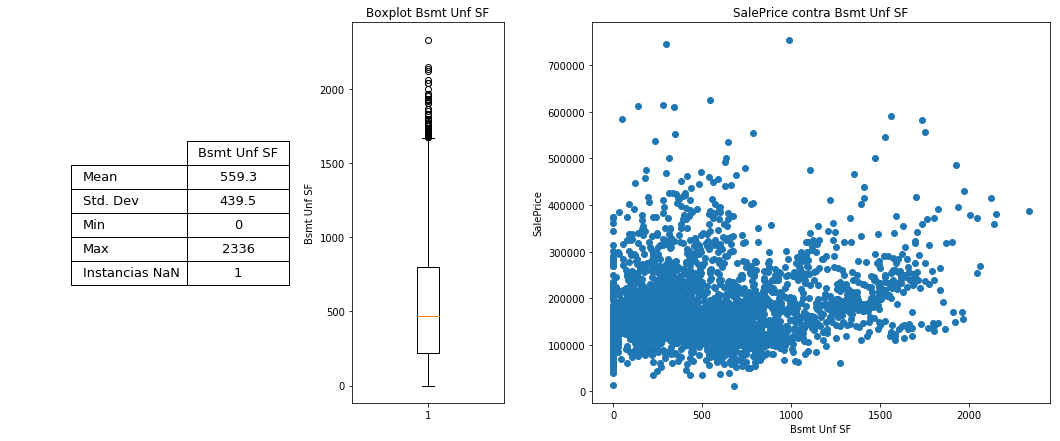 Bsmt Unf SF
Mean 559.3
Std. Dev 439.5
Min 0
Max 2336
Instancias NaN 1
Boxplot Bsmt Unf SF
Bsmt Unf SF
2000
1500
1000
500
0
1
SalePrice contra Bsmt Unf SF
SalePrice
700000
600000
500000
400000
300000
200000
100000
0
0 500 1000 1500 2000
Bsmt Unf SF